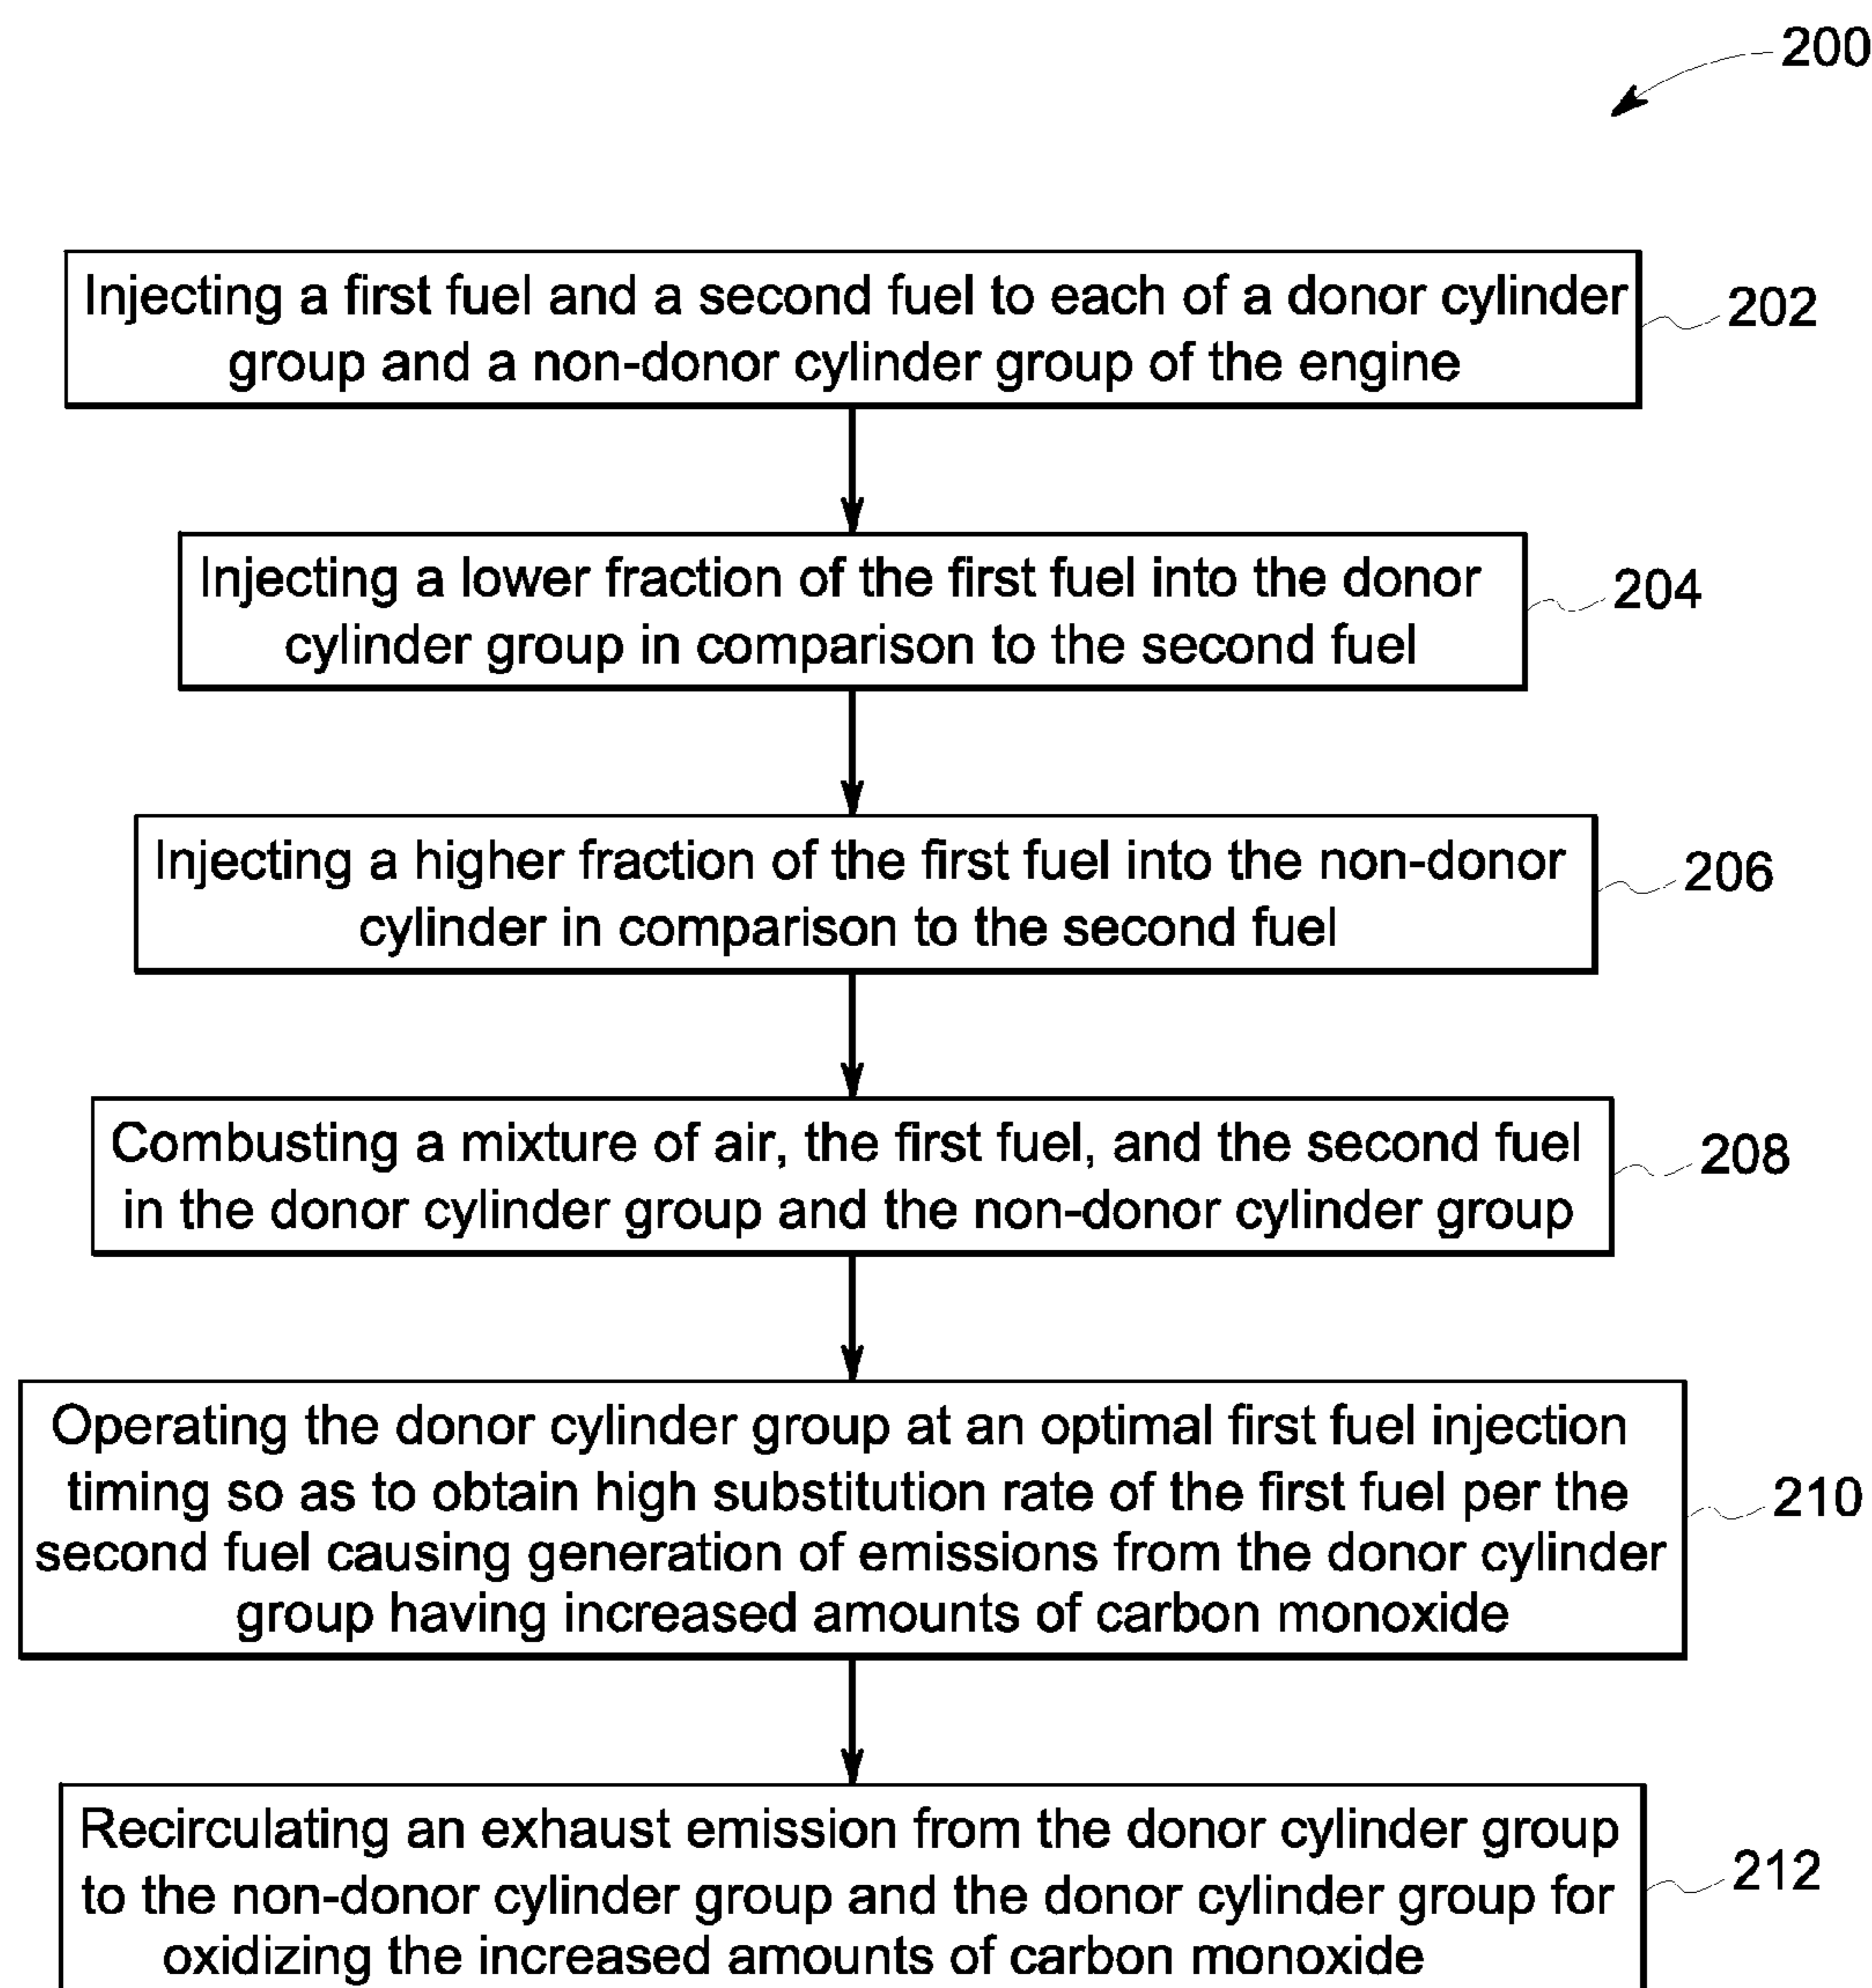 200
Injecting a first fuel and a second fuel to each of a donor cylinder
group and a non-donor cylinder group of the engine
202
Injecting a lower fraction of the first fuel into the donor
cylinder group in comparison to the second fuel
204
Injecting a higher fraction of the first fuel into the non-donor
cylinder in comparison to the second fuel
206
Combusting a mixture of air, the first fuel, and the second fuel
in the donor cylinder group and the non-donor cylinder group
208
Operating the donor cylinder group at an optimal first fuel injection
timing so as to obtain high substitution rate of the first fuel per the
second fuel causing generation of emissions from the donor cylinder
group having increased amounts of carbon monoxide
210
Recirculating an exhaust emission from the donor cylinder group
to the non-donor cylinder group and the donor cylinder group for
oxidizing the increased amounts of carbon monoxide
212